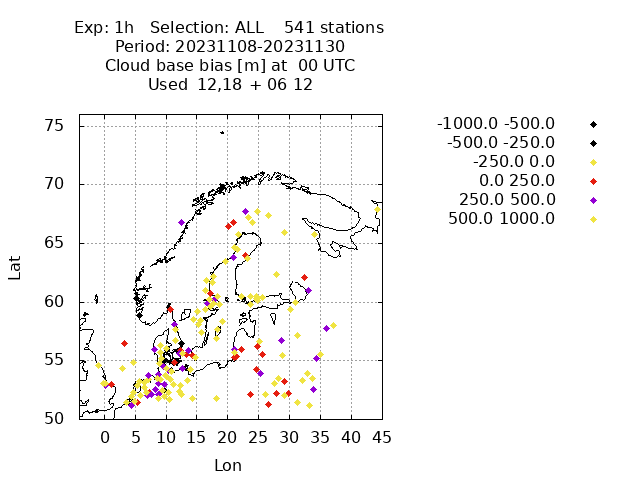 Exp: 1h Selection: ALL 541 stations
Period: 20231108-20231130
Cloud base bias [m] at 00 UTC
Used 12,18 + 06 12
-1000.0 -500.0
-500.0 -250.0
-250.0 0.0
0.0 250.0
250.0 500.0
500.0 1000.0
75
70
65
60
55
50
Lat
0 5 10 15 20 25 30 35 40 45
Lon